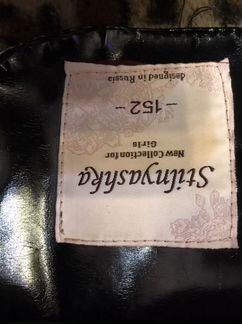 Stilnyashka
New Collection for
Girls
- 152 -
designed in Russia